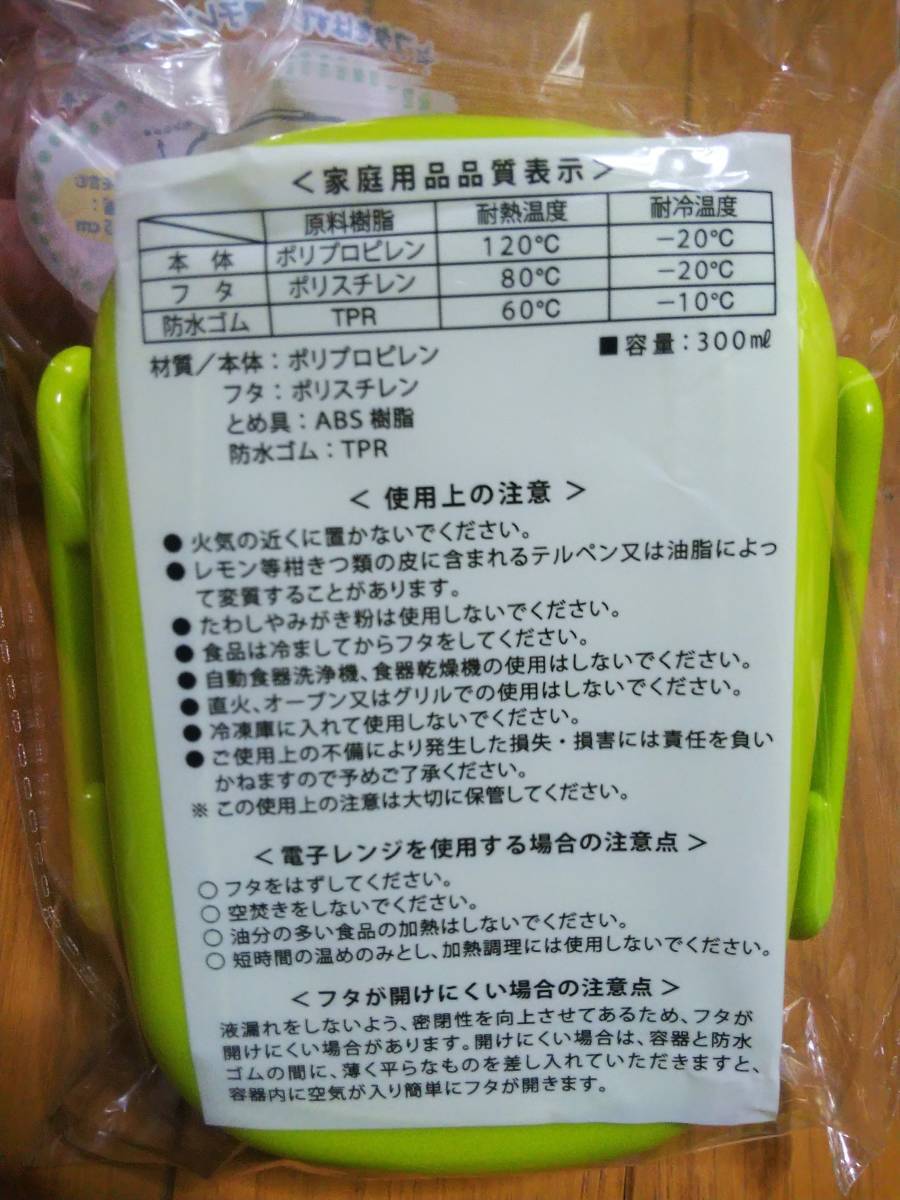 ＜家庭用品品質表示＞
原料樹脂 耐熱温度 耐冷温度
本体 ポリプロピレン 120℃ −20℃
フタ ポリスチレン 80℃ −20℃
防水ゴム TPR 60℃ −10℃
■容量：300㎖
材質／本体：ポリプロピレン
フタ：ポリスチレン
とめ具：ABS樹脂
防水ゴム：TPR
＜使用上の注意＞
●火気の近くに置かないでください。
●レモン等柑きつ類の皮に含まれるテルペン又は油脂によっ
て変質することがあります。
●たわしやみがき粉は使用しないでください。
●食品は冷ましてからフタをしてください。
●自動食器洗浄機、食器乾燥機の使用はしないでください。
●直火、オーブン又はグリルでの使用はしないでください。
●冷凍庫に入れて使用しないでください。
●ご使用上の不備により発生した損失・損害には責任を負い
かねますので予めご了承ください。
※この使用上の注意は大切に保管してください。
＜電子レンジを使用する場合の注意点＞
○フタをはずしてください。
○空焚きをしないでください。
○油分の多い食品の加熱はしないでください。
○短時間の温めのみとし、加熱調理には使用しないでください。
＜フタが開けにくい場合の注意点＞
液漏れをしないよう、密閉性を向上させてあるため、フタが
開けにくい場合があります。開けにくい場合は、容器と防水
ゴムの間に、薄く平らなものを差し入れていただきますと、
容器内に空気が入り簡単にフタが開きます。